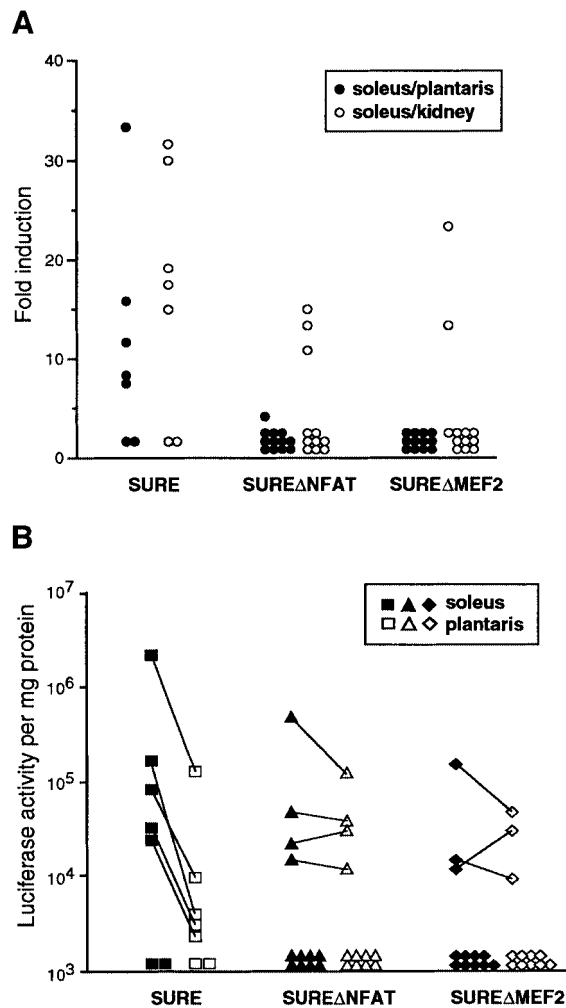 A
40
30
20
10
0
Fold induction
soleus/plantaris
soleus/kidney
SURE
SUREΔNFAT
SUREΔMEF2
B
10⁷
10⁶
10⁵
10⁴
10³
Luciferase activity per mg protein
soleus
plantaris
SURE
SUREΔNFAT
SUREΔMEF2